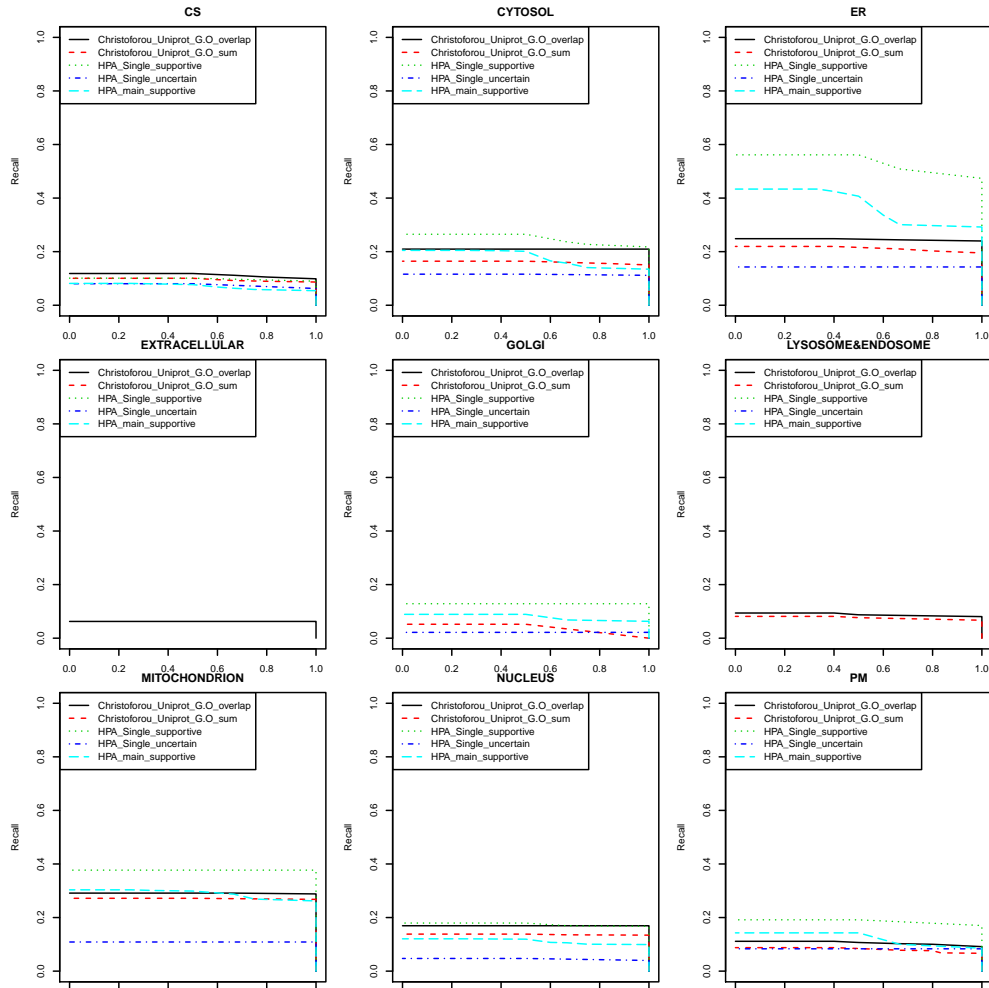 CS
Christoforou_Uniprot_G.O_overlap
Christoforou_Uniprot_G.O_sum
HPA_Single_supportive
HPA_Single_uncertain
HPA_main_supportive
Recall
1.0
0.8
0.6
0.4
0.2
0.0
0.0 0.2 0.4 0.6 0.8 1.0
CYTOSOL
Christoforou_Uniprot_G.O_overlap
Christoforou_Uniprot_G.O_sum
HPA_Single_supportive
HPA_Single_uncertain
HPA_main_supportive
Recall
1.0
0.8
0.6
0.4
0.2
0.0
0.0 0.2 0.4 0.6 0.8 1.0
ER
Christoforou_Uniprot_G.O_overlap
Christoforou_Uniprot_G.O_sum
HPA_Single_supportive
HPA_Single_uncertain
HPA_main_supportive
Recall
1.0
0.8
0.6
0.4
0.2
0.0
0.0 0.2 0.4 0.6 0.8 1.0
EXTRACELLULAR
Christoforou_Uniprot_G.O_overlap
Christoforou_Uniprot_G.O_sum
HPA_Single_supportive
HPA_Single_uncertain
HPA_main_supportive
Recall
1.0
0.8
0.6
0.4
0.2
0.0
0.0 0.2 0.4 0.6 0.8 1.0
GOLGI
Christoforou_Uniprot_G.O_overlap
Christoforou_Uniprot_G.O_sum
HPA_Single_supportive
HPA_Single_uncertain
HPA_main_supportive
Recall
1.0
0.8
0.6
0.4
0.2
0.0
0.0 0.2 0.4 0.6 0.8 1.0
LYSOSOME&ENDOSOME
Christoforou_Uniprot_G.O_overlap
Christoforou_Uniprot_G.O_sum
HPA_Single_supportive
HPA_Single_uncertain
HPA_main_supportive
Recall
1.0
0.8
0.6
0.4
0.2
0.0
0.0 0.2 0.4 0.6 0.8 1.0
MITOCHONDRION
Christoforou_Uniprot_G.O_overlap
Christoforou_Uniprot_G.O_sum
HPA_Single_supportive
HPA_Single_uncertain
HPA_main_supportive
Recall
1.0
0.8
0.6
0.4
0.2
0.0
NUCLEUS
Christoforou_Uniprot_G.O_overlap
Christoforou_Uniprot_G.O_sum
HPA_Single_supportive
HPA_Single_uncertain
HPA_main_supportive
Recall
1.0
0.8
0.6
0.4
0.2
0.0
PM
Christoforou_Uniprot_G.O_overlap
Christoforou_Uniprot_G.O_sum
HPA_Single_supportive
HPA_Single_uncertain
HPA_main_supportive
Recall
1.0
0.8
0.6
0.4
0.2
0.0